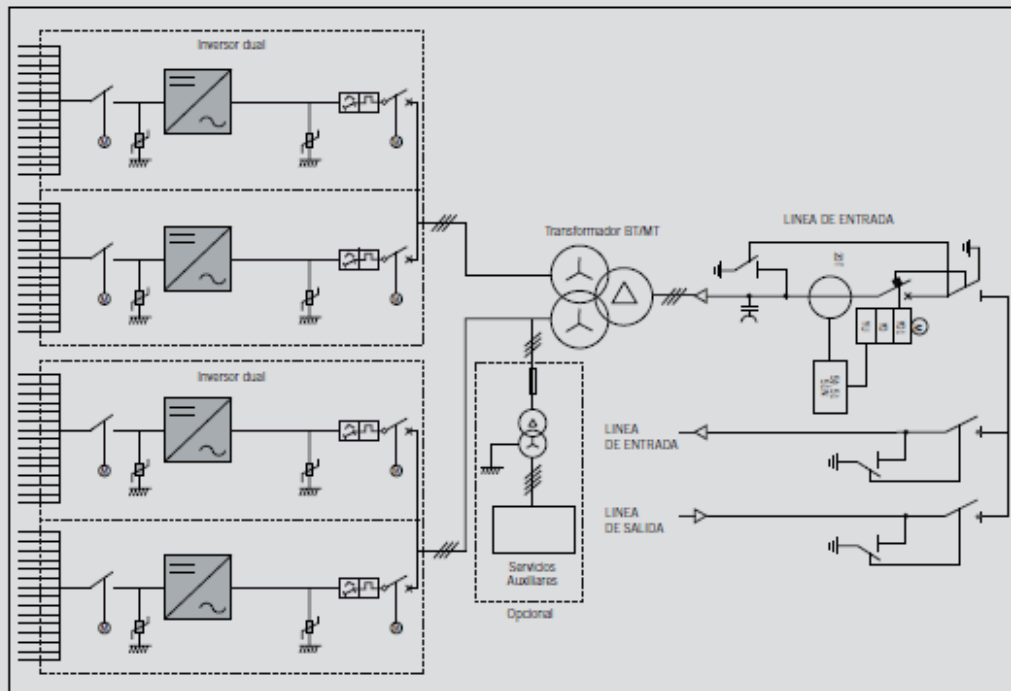 Inversor dual
LINEA DE ENTRADA
Transformador BT/MT
Inversor dual
LINEA
DE ENTRADA
LINEA
DE SALIDA
Servicios
Auxiliares
Opcional